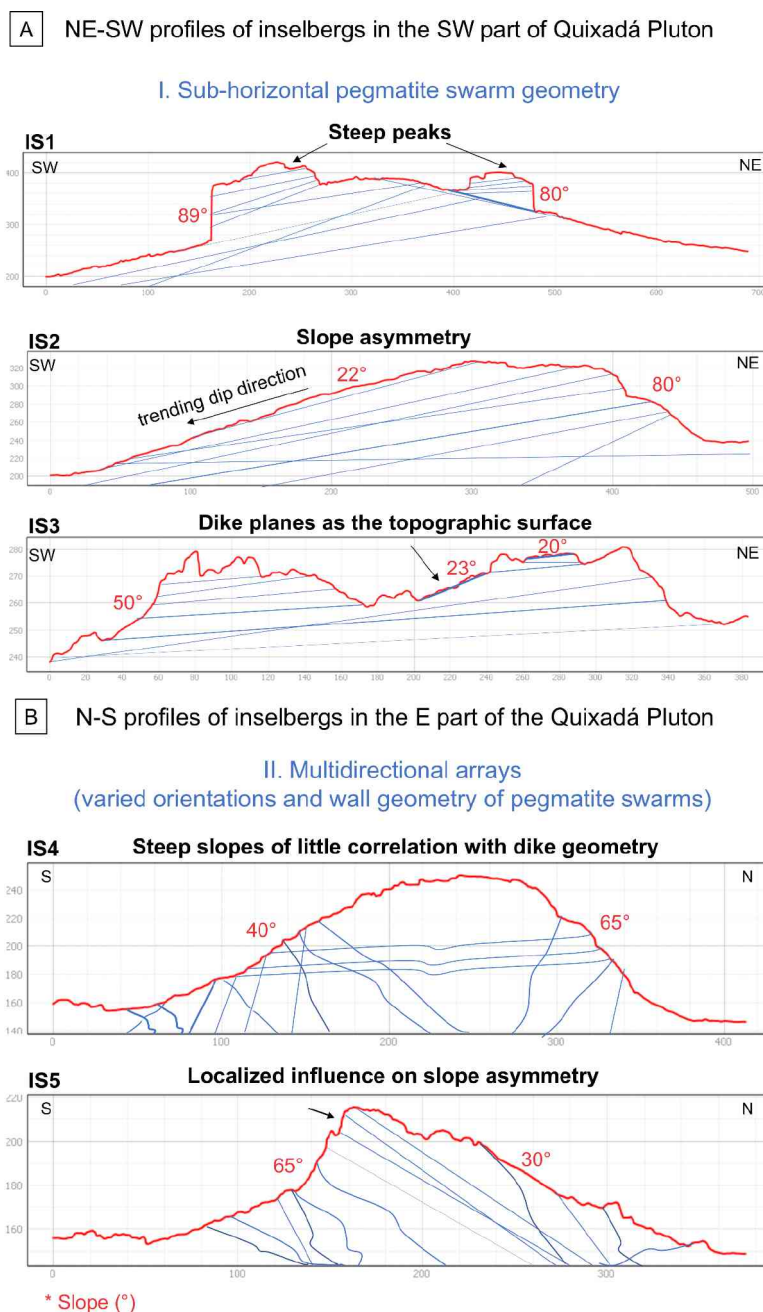 A NE-SW profiles of inselbergs in the SW part of Quixadá Pluton
I. Sub-horizontal pegmatite swarm geometry
IS1 Steep peaks
SW NE
400
300
200
89° 80°
0 100 200 300 400 500 600 700
IS2 Slope asymmetry
SW NE
320
300
280
260
240
220
200
trending dip direction
22° 80°
0 100 200 300 400 500
IS3 Dike planes as the topographic surface
SW NE
280
270
260
250
240
50° 23° 20°
0 20 40 60 80 100 120 140 160 180 200 220 240 260 280 300 320 340 360 380
B N-S profiles of inselbergs in the E part of the Quixadá Pluton
II. Multidirectional arrays
(varied orientations and wall geometry of pegmatite swarms)
IS4 Steep slopes of little correlation with dike geometry
S N
240
220
200
180
160
140
40° 65°
0 100 200 300 400
IS5 Localized influence on slope asymmetry
S N
220
200
180
160
65° 30°
0 100 200 300
* Slope (°)